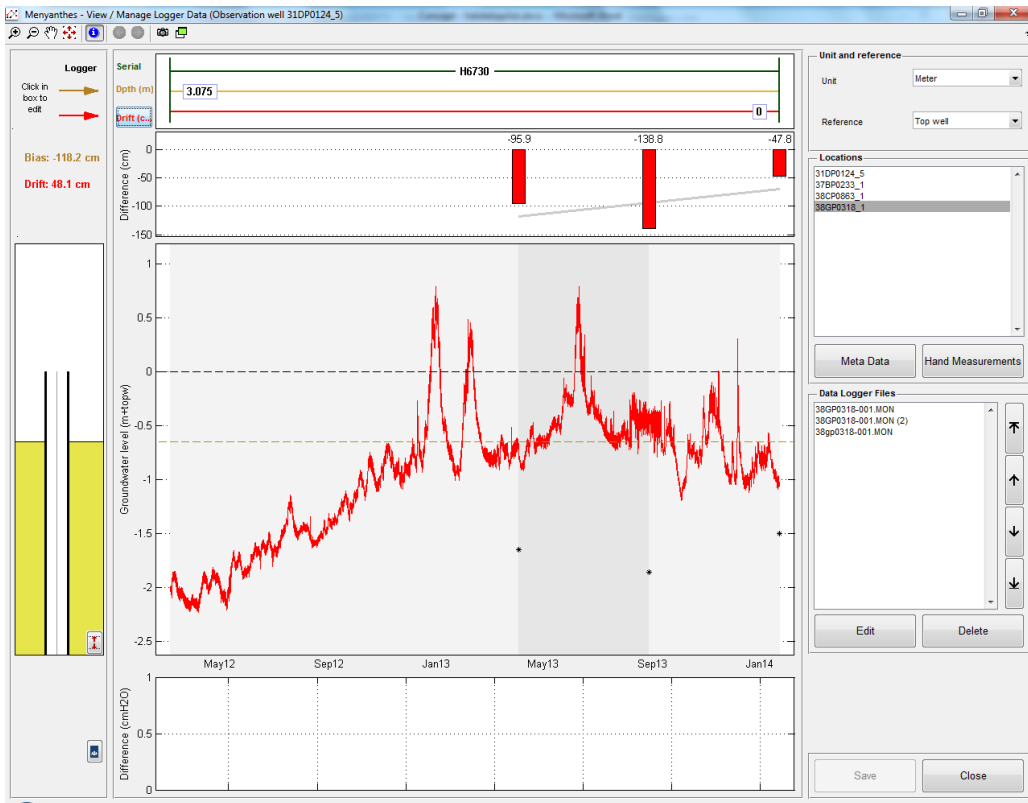 Menyanthes - View / Manage Logger Data (Observation well 31DP0124_5)
Logger
Click in
box to
edit
Bias: -118.2 cm
Drift: 48.1 cm
Serial
H6730
Dpth (m)
3.075
Drift (c...
0
-95.9
-138.8
-47.8
Difference (cm)
0
-50
-100
-150
Groundwater level (m+topw)
1
0.5
0
-0.5
-1
-1.5
-2
-2.5
May12
Sep12
Jan13
May13
Sep13
Jan14
Difference (cmH2O)
1
0.5
0
Unit and reference
Unit
Meter
Reference
Top well
Locations
31DP0124_5
37BP0233_1
38CP0863_1
38GP0318_1
Meta Data
Hand Measurements
Data Logger Files
38GP0318-001.MON
38GP0318-001.MON (2)
38gp0318-001.MON
Edit
Delete
Save
Close